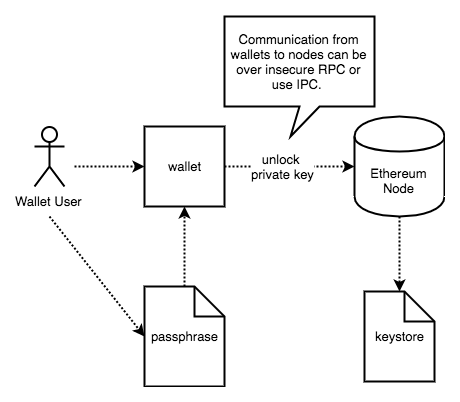 Communication from
wallets to nodes can be
over insecure RPC or
use IPC.
Wallet User
wallet
unlock
private key
Ethereum
Node
passphrase
keystore